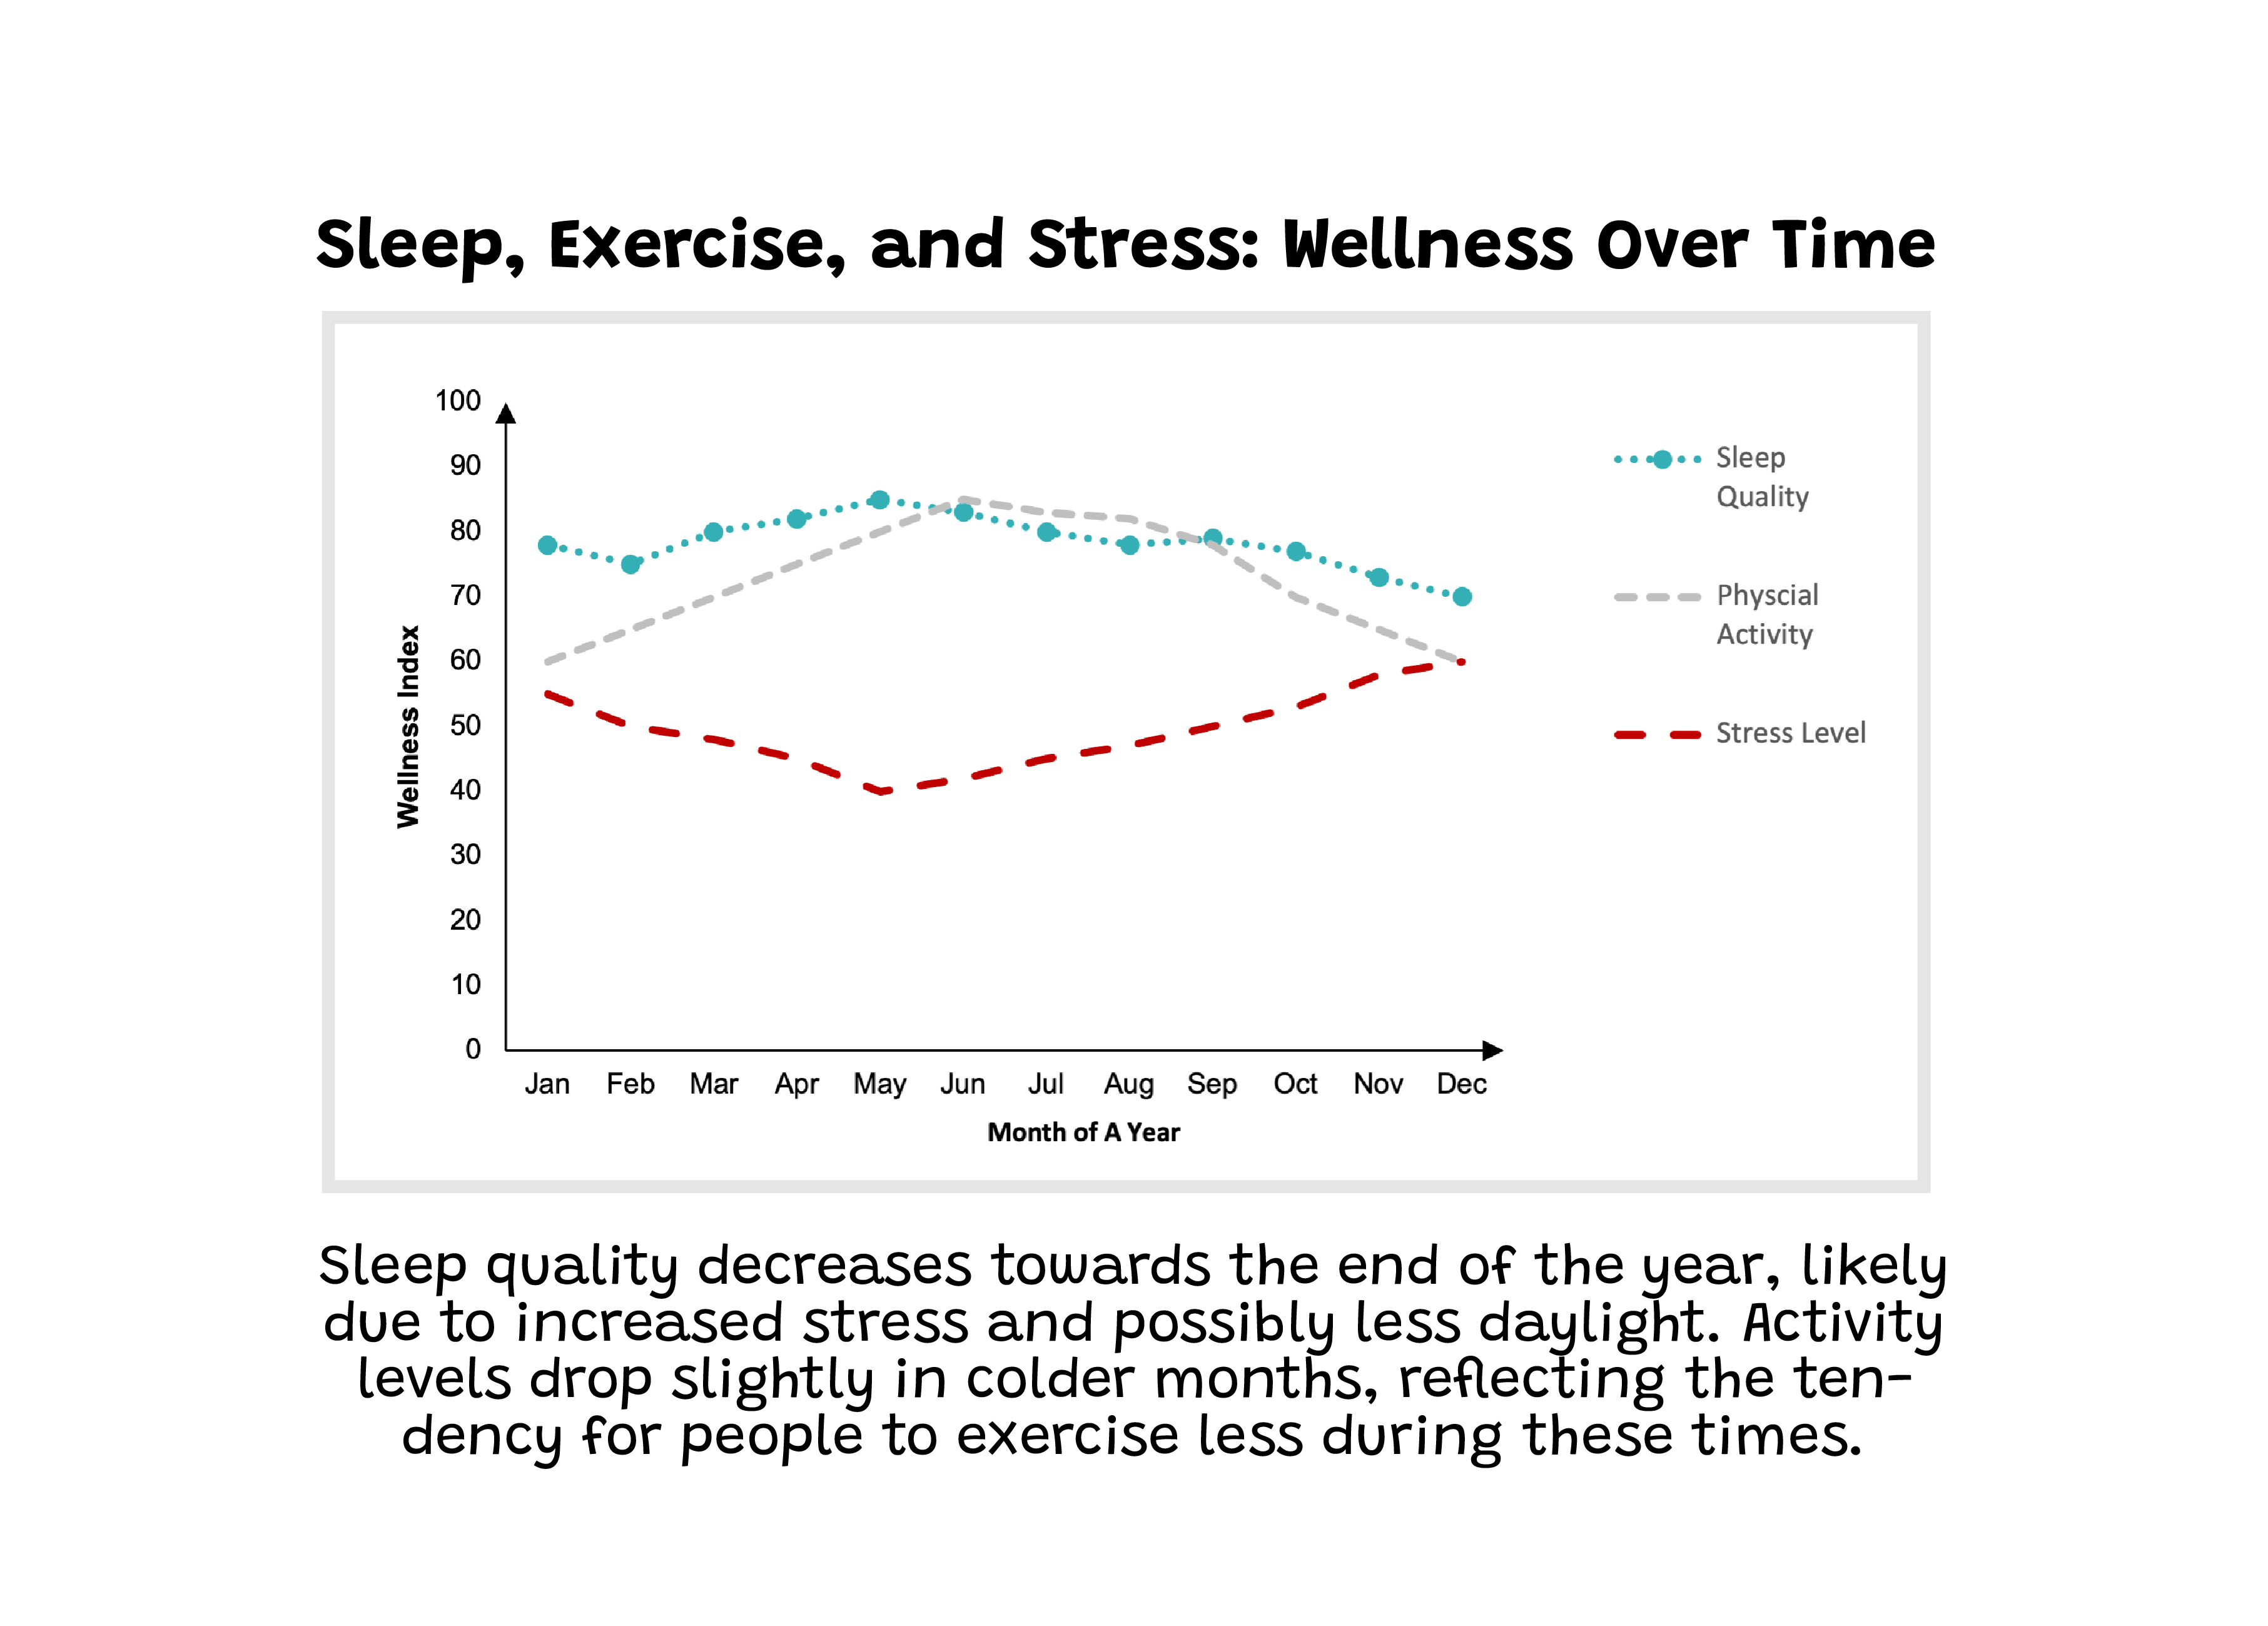 Sleep, Exercise, and Stress: Wellness Over Time
100
90
80
70
60
50
40
30
20
10
0
Wellness Index
Jan Feb Mar Apr May Jun Jul Aug Sep Oct Nov Dec
Month of A Year
Sleep
Quality
Physcial
Activity
Stress Level
Sleep quality decreases towards the end of the year, likely
due to increased stress and possibly less daylight. Activity
levels drop slightly in colder months, reflecting the ten-
dency for people to exercise less during these times.